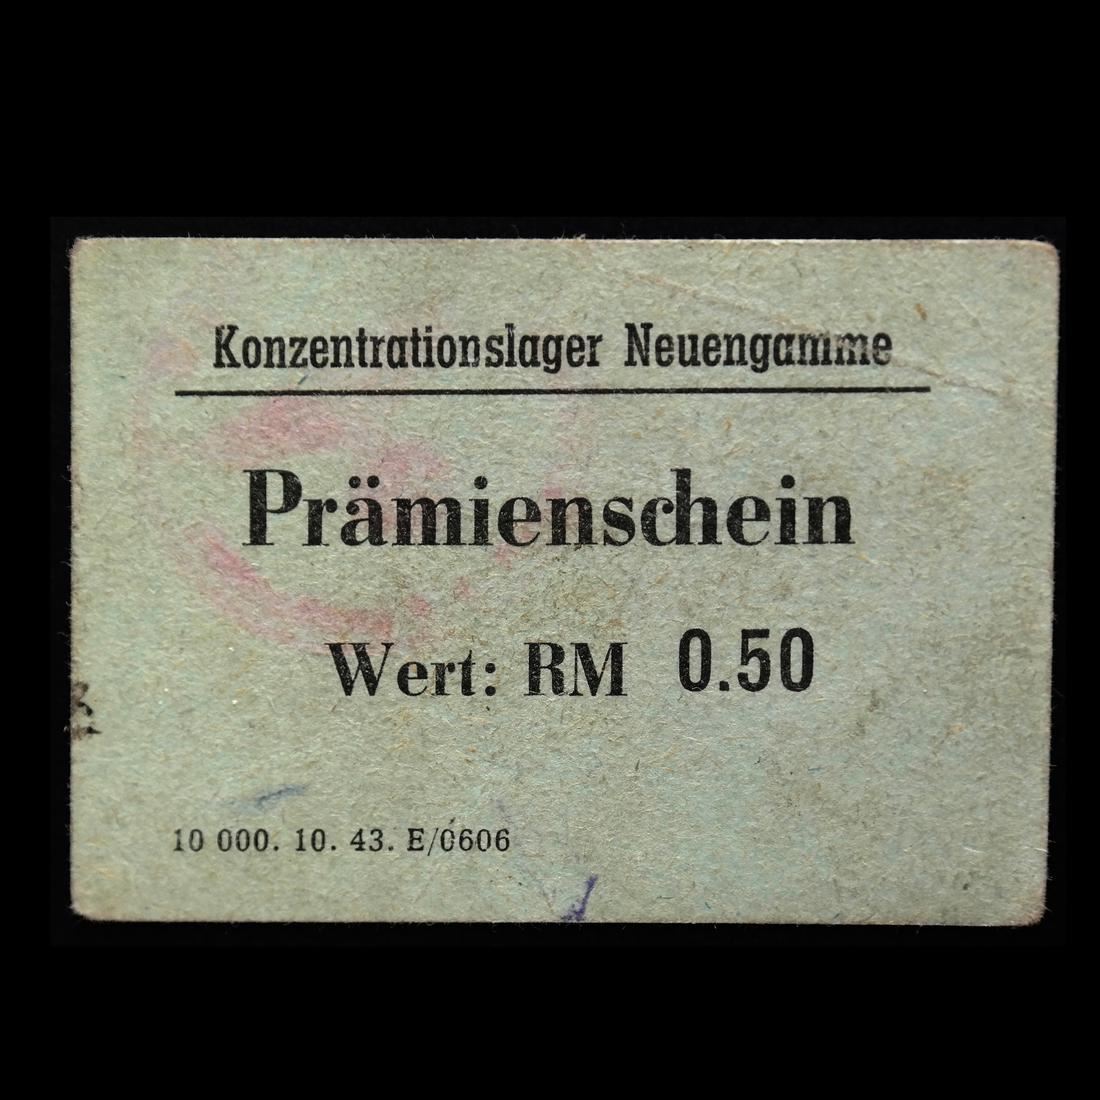 Konzentrationslager Neuengamme
Prämienschein
Wert: RM 0.50
10 000. 10. 43. E/0606